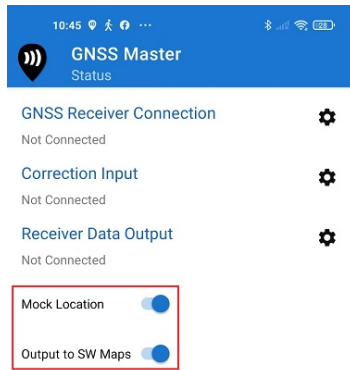 10:45
28
GNSS Master
Status
GNSS Receiver Connection
Not Connected
Correction Input
Not Connected
Receiver Data Output
Not Connected
Mock Location
Output to SW Maps